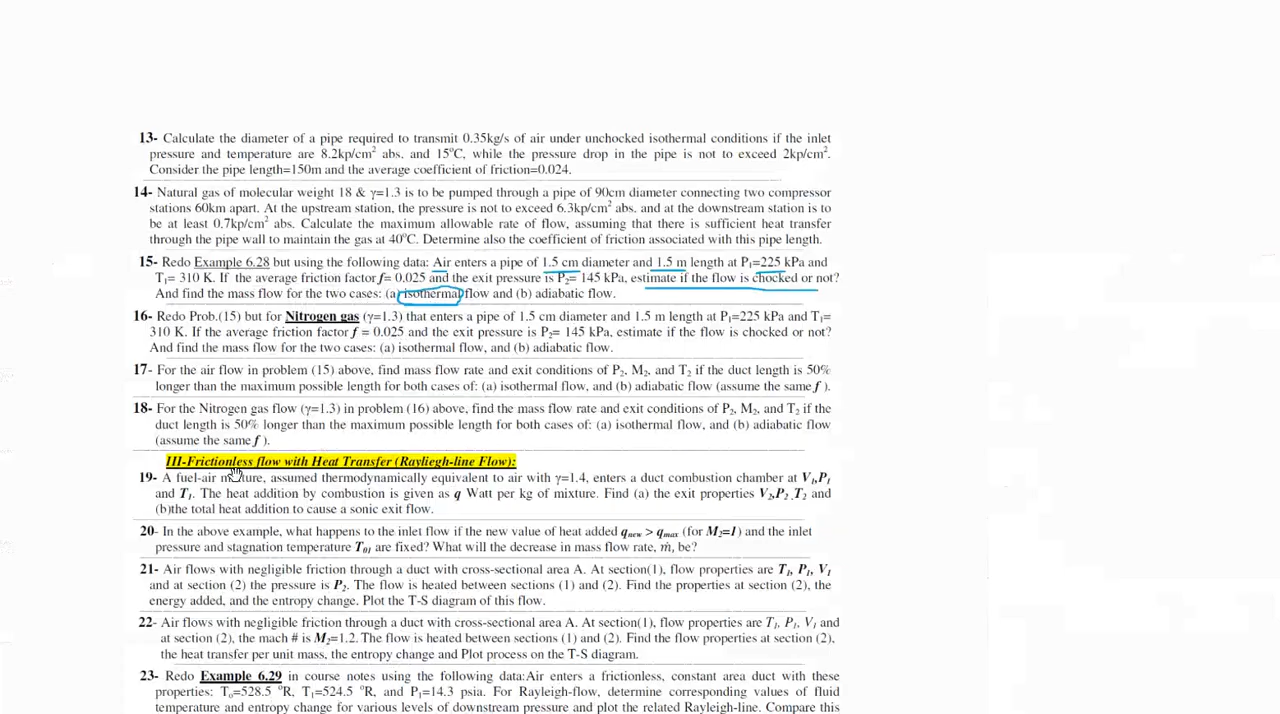 13- Calculate the diameter of a pipe required to transmit 0.35kg/s of air under unchocked isothermal conditions if the inlet
pressure and temperature are 8.2kp/cm² abs. and 15°C, while the pressure drop in the pipe is not to exceed 2kp/cm².
Consider the pipe length=150m and the average coefficient of friction=0.024.
14- Natural gas of molecular weight 18 & γ=1.3 is to be pumped through a pipe of 90cm diameter connecting two compressor
stations 60km apart. At the upstream station, the pressure is not to exceed 6.3kp/cm² abs. and at the downstream station is to
be at least 0.7kp/cm² abs. Calculate the maximum allowable rate of flow, assuming that there is sufficient heat transfer
through the pipe wall to maintain the gas at 40°C. Determine also the coefficient of friction associated with this pipe length.
15- Redo Example 6.28 but using the following data: Air enters a pipe of 1.5 cm diameter and 1.5 m length at P₁=225 kPa and
T₁= 310 K. If the average friction factor f= 0.025 and the exit pressure is P₂= 145 kPa, estimate if the flow is chocked or not?
And find the mass flow for the two cases: (a) isothermal flow and (b) adiabatic flow.
16- Redo Prob.(15) but for Nitrogen gas (γ=1.3) that enters a pipe of 1.5 cm diameter and 1.5 m length at P₁=225 kPa and T₁=
310 K. If the average friction factor f = 0.025 and the exit pressure is P₂= 145 kPa, estimate if the flow is chocked or not?
And find the mass flow for the two cases: (a) isothermal flow, and (b) adiabatic flow.
17- For the air flow in problem (15) above, find mass flow rate and exit conditions of P₂, M₂, and T₂ if the duct length is 50%
longer than the maximum possible length for both cases of: (a) isothermal flow, and (b) adiabatic flow (assume the same f ).
18- For the Nitrogen gas flow (γ=1.3) in problem (16) above, find the mass flow rate and exit conditions of P₂, M₂, and T₂ if the
duct length is 50% longer than the maximum possible length for both cases of: (a) isothermal flow, and (b) adiabatic flow
(assume the same f ).
III-Frictionless flow with Heat Transfer (Rayliegh-line Flow):
19- A fuel-air mixture, assumed thermodynamically equivalent to air with γ=1.4, enters a duct combustion chamber at V₁,P₁
and T₁. The heat addition by combustion is given as q Watt per kg of mixture. Find (a) the exit properties V₂,P₂ ,T₂ and
(b)the total heat addition to cause a sonic exit flow.
20- In the above example, what happens to the inlet flow if the new value of heat added qnew > qmax (for M₂=1) and the inlet
pressure and stagnation temperature T₀₁ are fixed? What will the decrease in mass flow rate, ṁ, be?
21- Air flows with negligible friction through a duct with cross-sectional area A. At section(1), flow properties are T₁, P₁, V₁
and at section (2) the pressure is P₂. The flow is heated between sections (1) and (2). Find the properties at section (2), the
energy added, and the entropy change. Plot the T-S diagram of this flow.
22- Air flows with negligible friction through a duct with cross-sectional area A. At section(1), flow properties are T₁, P₁, V₁ and
at section (2), the mach # is M₂=1.2. The flow is heated between sections (1) and (2). Find the flow properties at section (2),
the heat transfer per unit mass, the entropy change and Plot process on the T-S diagram.
23- Redo Example 6.29 in course notes using the following data:Air enters a frictionless, constant area duct with these
properties: T₀=528.5 °R, T₁=524.5 °R, and P₁=14.3 psia. For Rayleigh-flow, determine corresponding values of fluid
temperature and entropy change for various levels of downstream pressure and plot the related Rayleigh-line. Compare this